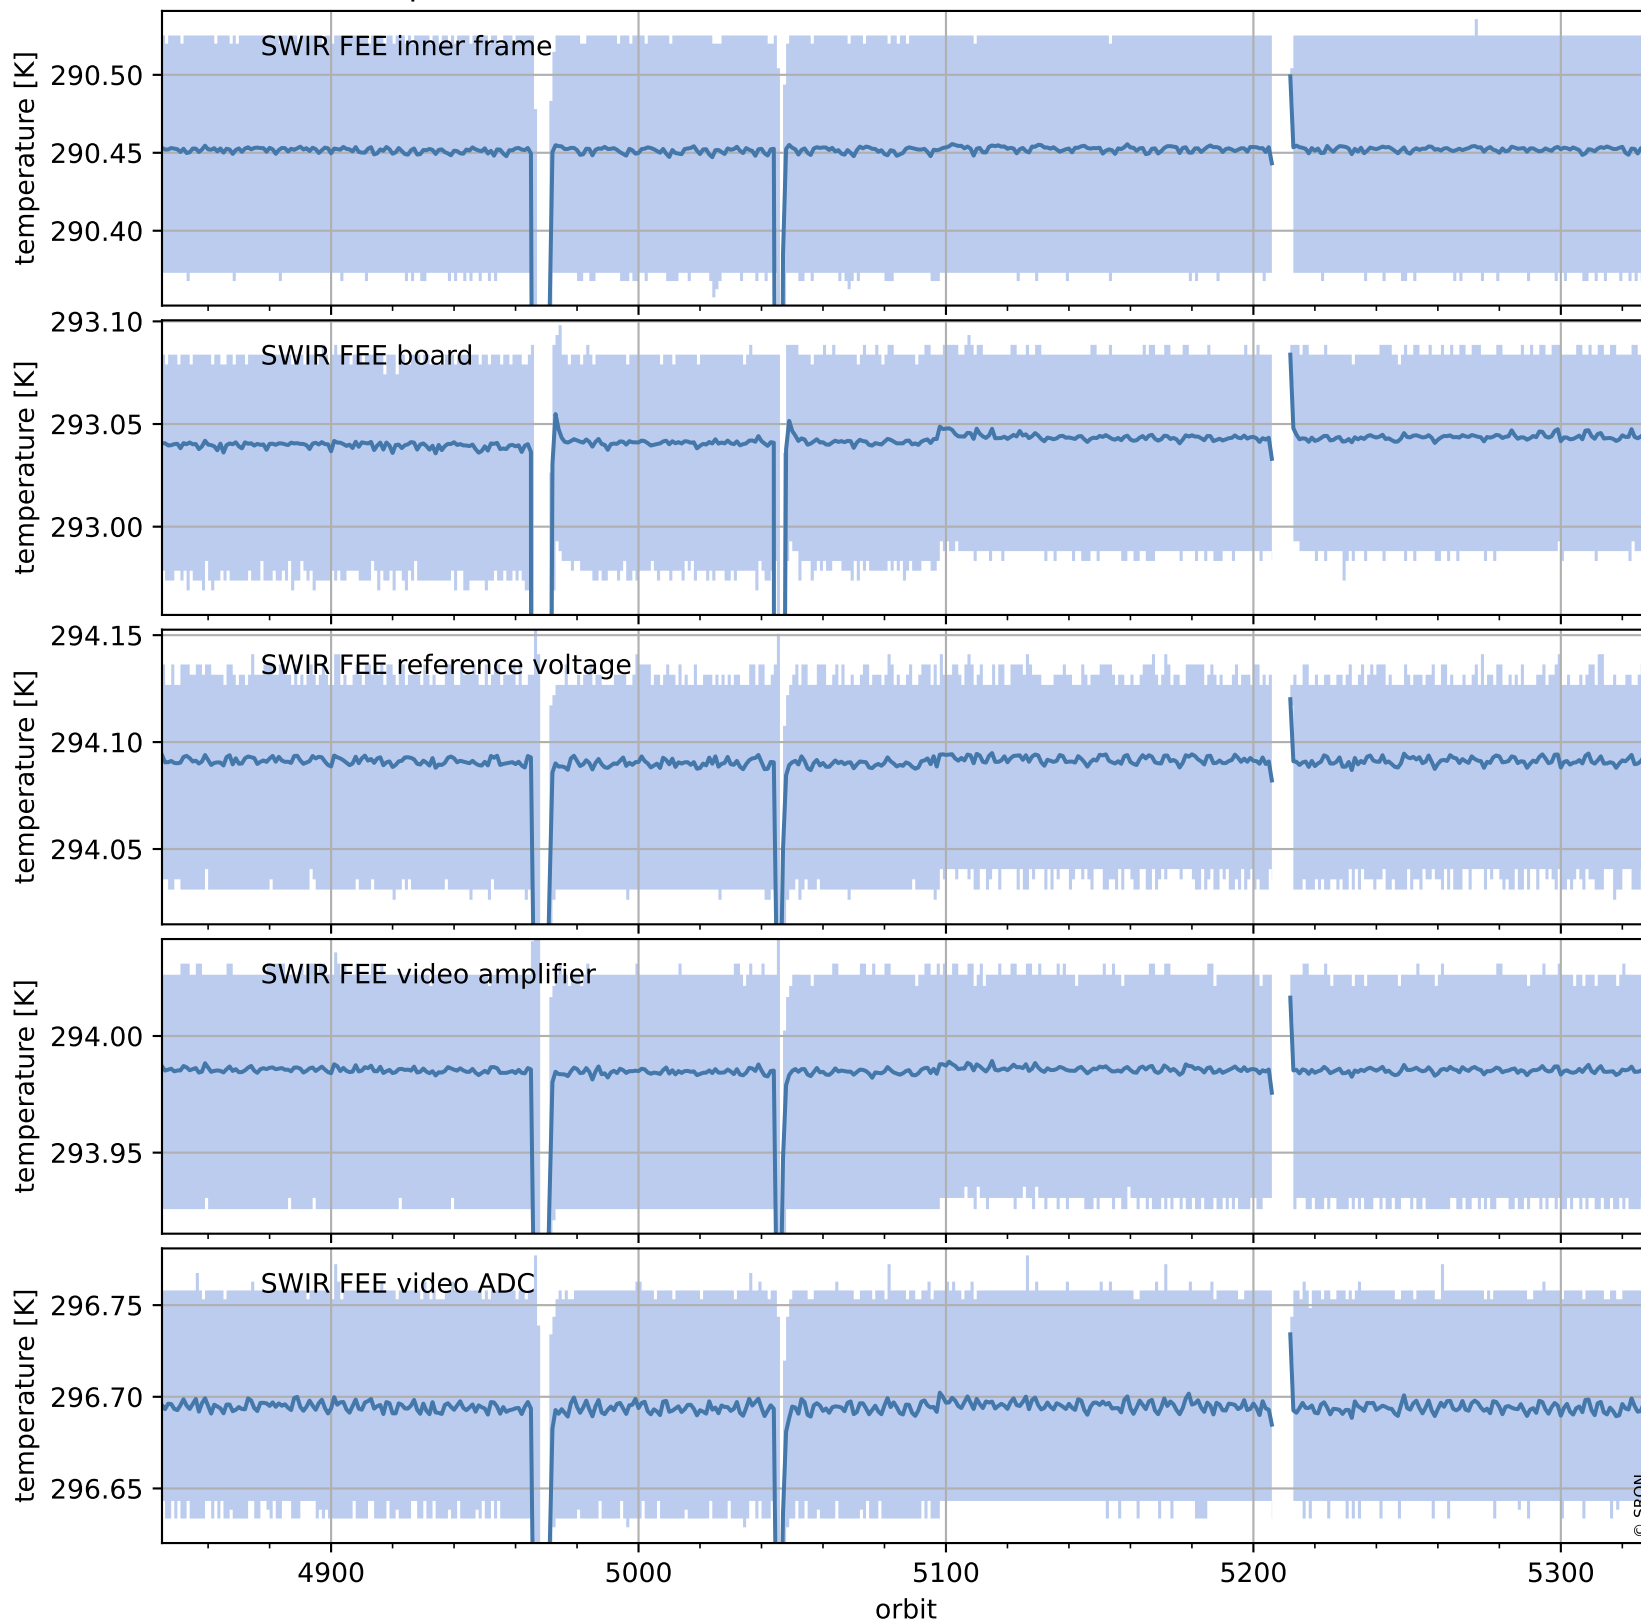 SWIR FEE inner frame
temperature [K]
290.50
290.45
290.40
SWIR FEE board
temperature [K]
293.10
293.05
293.00
SWIR FEE reference voltage
temperature [K]
294.15
294.10
294.05
SWIR FEE video amplifier
temperature [K]
294.00
293.95
SWIR FEE video ADC
temperature [K]
296.75
296.70
296.65
4900 5000 5100 5200 5300
orbit
© SRON